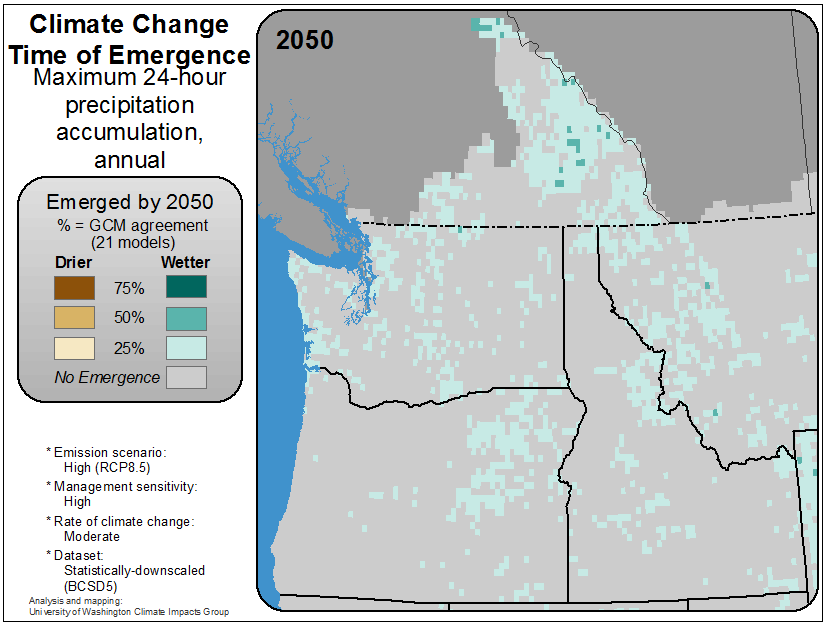 Climate Change
Time of Emergence
Maximum 24-hour
precipitation
accumulation,
annual
Emerged by 2050
% = GCM agreement
(21 models)
Drier Wetter
75%
50%
25%
No Emergence
* Emission scenario:
High (RCP8.5)
* Management sensitivity:
High
* Rate of climate change:
Moderate
* Dataset:
Statistically-downscaled
(BCSD5)
Analysis and mapping:
University of Washington Climate Impacts Group
2050